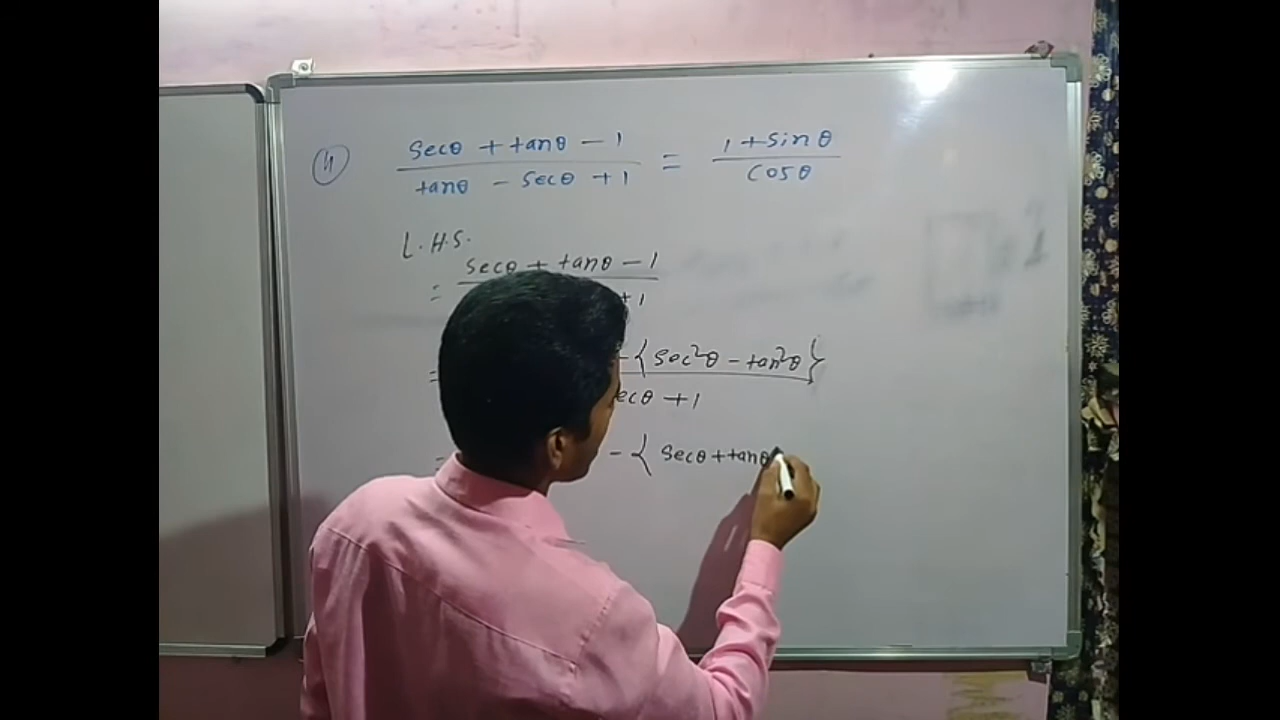 4
secθ + tanθ - 1 / tanθ - secθ + 1 = 1 + sinθ / cosθ
L.H.S.
= secθ + tanθ - 1
+ 1
= - { sec²θ - tan²θ }
secθ + 1
= - { secθ + tanθ